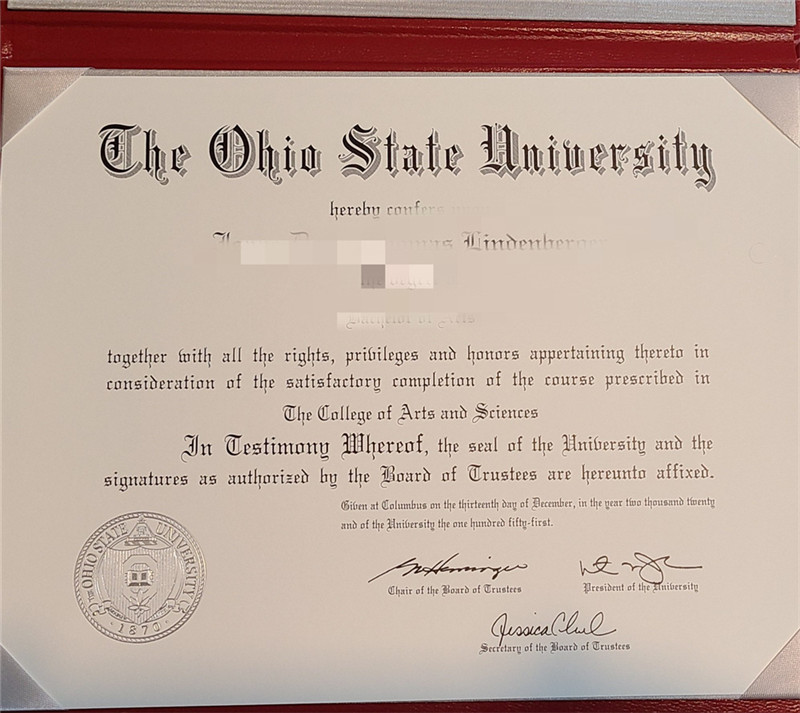 The Ohio State University
hereby confers
Lindenberger
Bachelor of Arts
together with all the rights, privileges and honors appertaining thereto in
consideration of the satisfactory completion of the course prescribed in
The College of Arts and Sciences
In Testimony Whereof, the seal of the University and the
signatures as authorized by the Board of Trustees are hereunto affixed.
Given at Columbus on the thirteenth day of December, in the year two thousand twenty
and of the University the one hundred fifty-first.
THE OHIO STATE UNIVERSITY
1870
Chair of the Board of Trustees
President of the University
Secretary of the Board of Trustees